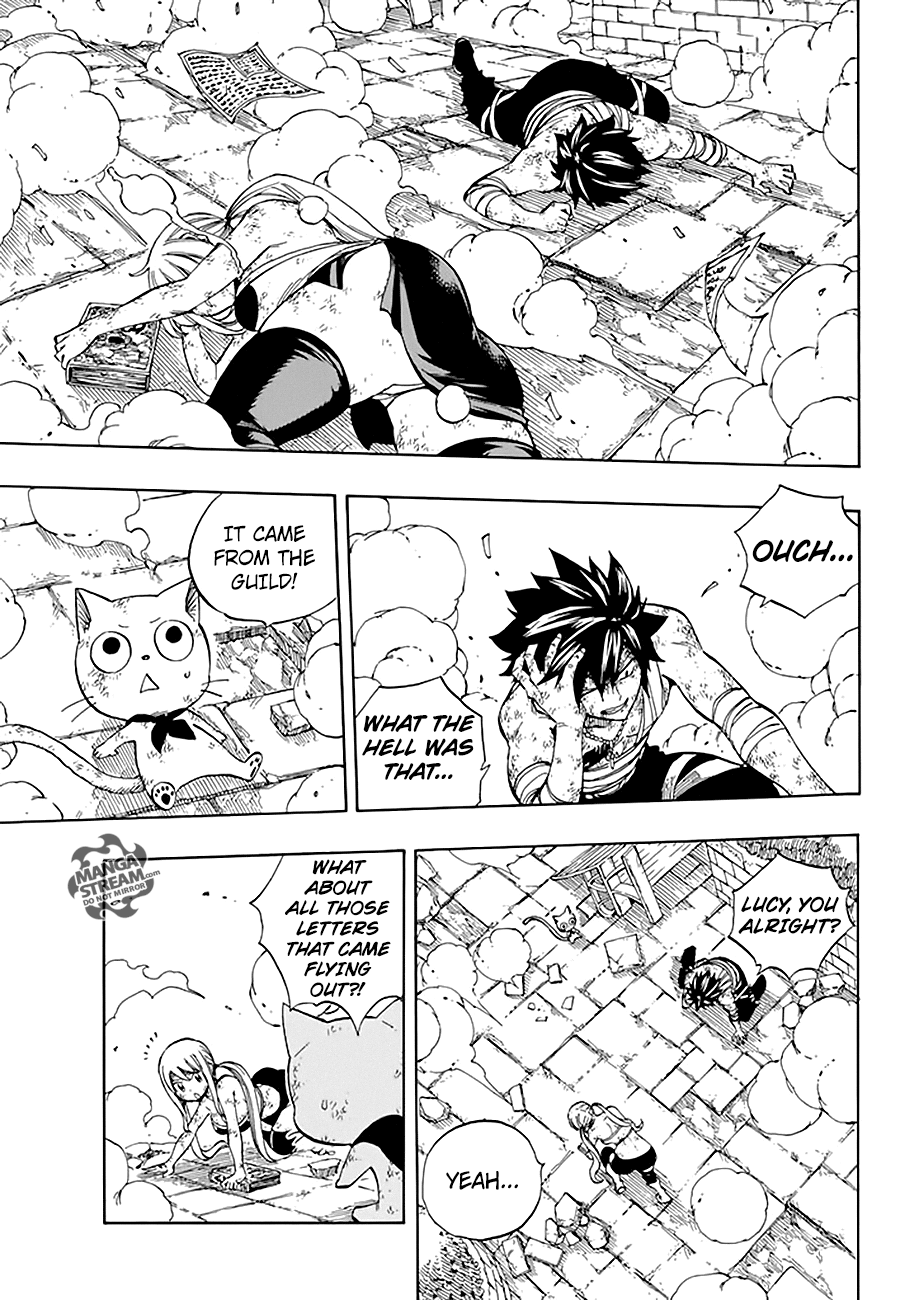 OUCH...
WHAT THE
HELL WAS
THAT...
IT CAME
FROM THE
GUILD!
LUCY, YOU
ALRIGHT?
YEAH...
WHAT
ABOUT
ALL THOSE
LETTERS
THAT CAME
FLYING
OUT?!
MANGA
STREAM.com
DO NOT MIRROR